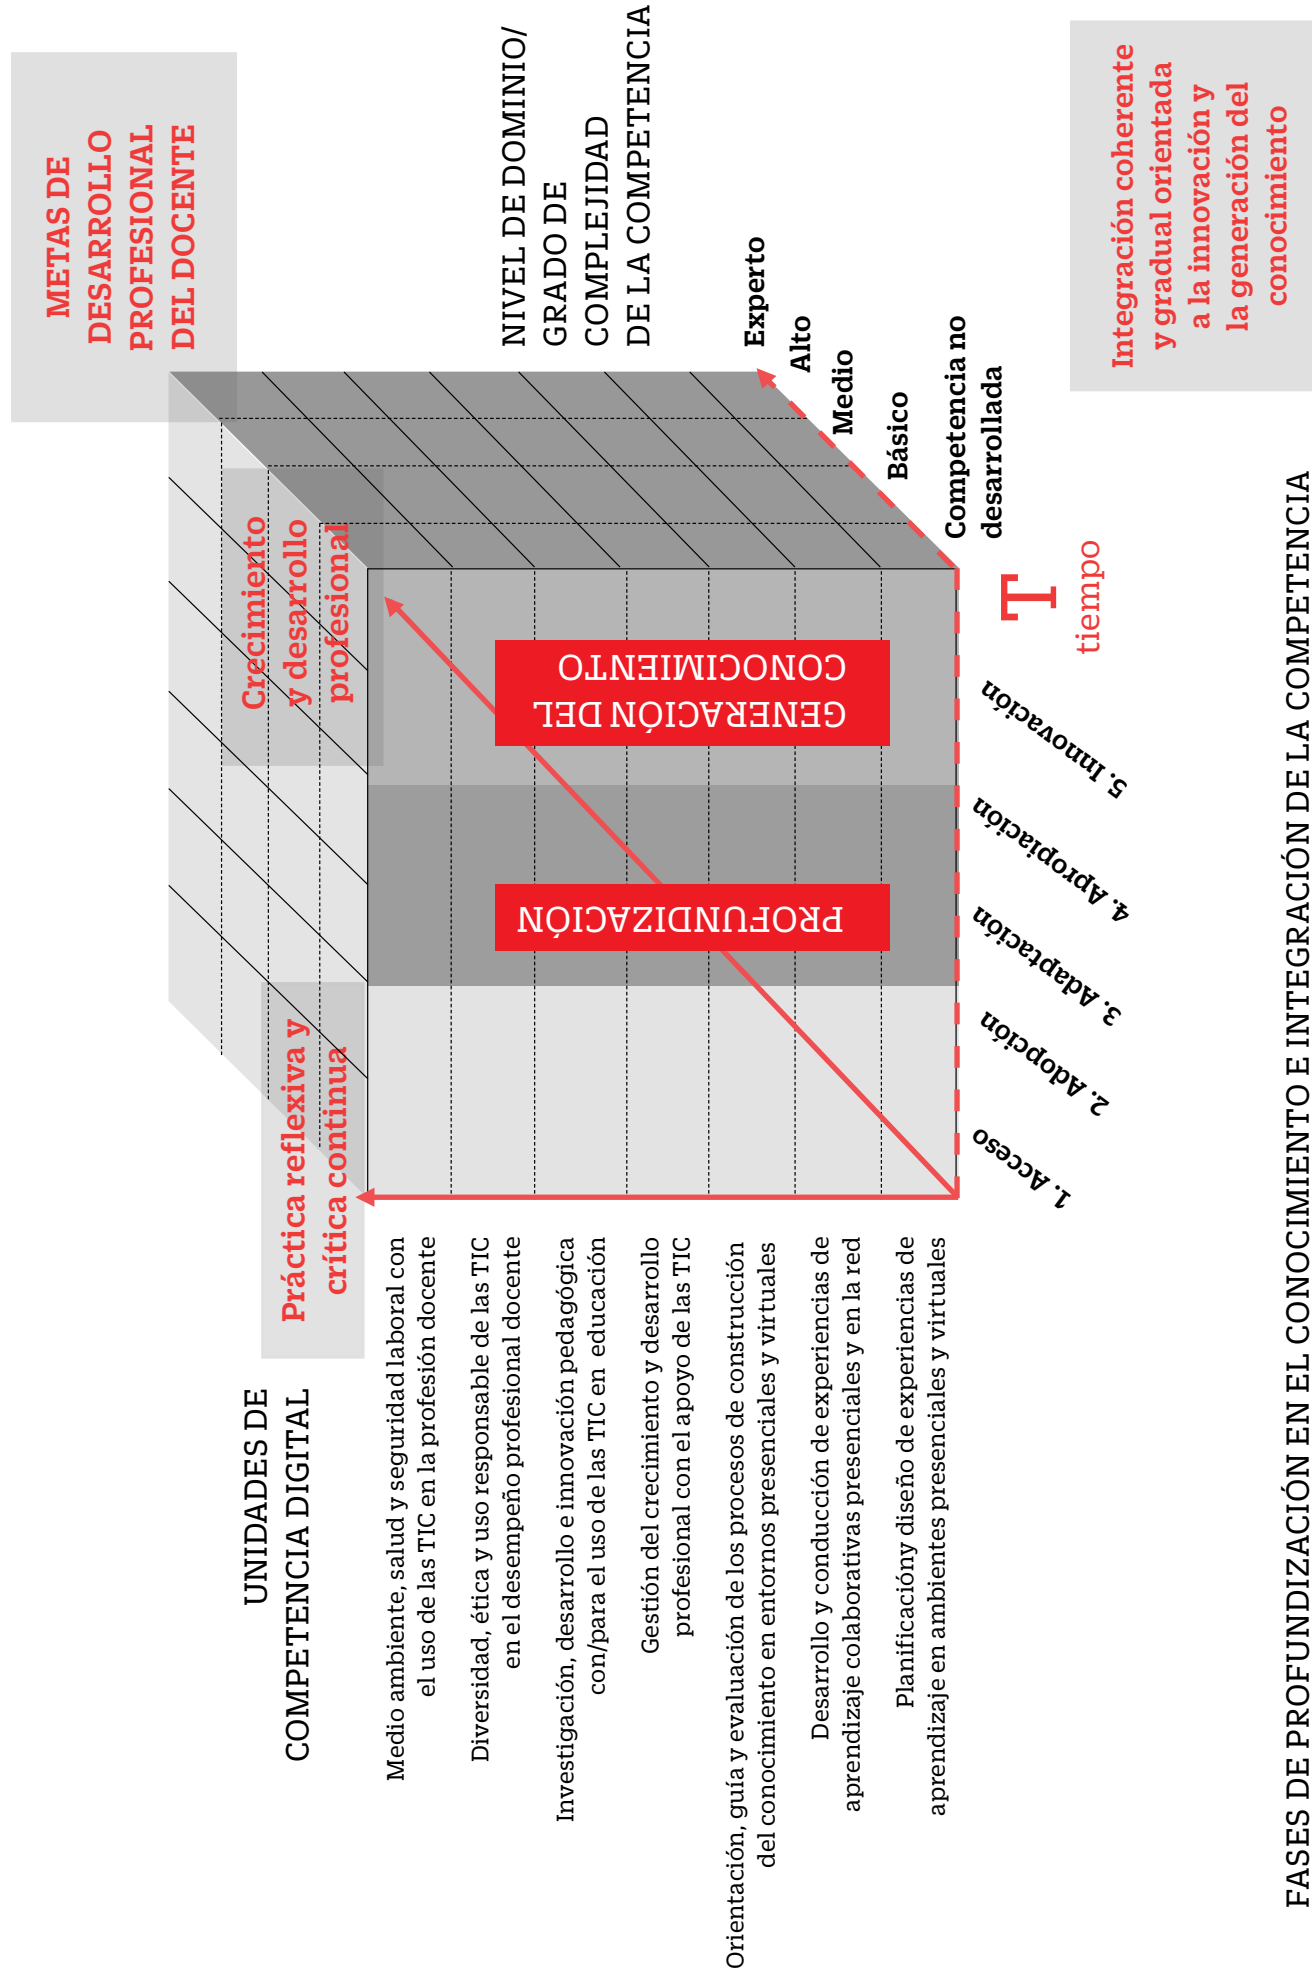 METAS DE
DESARROLLO
PROFESIONAL
DEL DOCENTE
UNIDADES DE
COMPETENCIA DIGITAL
Práctica reflexiva y
crítica continua
Crecimiento
y desarrollo
profesional
Medio ambiente, salud y seguridad laboral con
el uso de las TIC en la profesión docente
Diversidad, ética y uso responsable de las TIC
en el desempeño profesional docente
Investigación, desarrollo e innovación pedagógica
con/para el uso de las TIC en educación
Gestión del crecimiento y desarrollo
profesional con el apoyo de las TIC
Orientación, guía y evaluación de los procesos de construcción
del conocimiento en entornos presenciales y virtuales
Desarrollo y conducción de experiencias de
aprendizaje colaborativas presenciales y en la red
Planificacióny diseño de experiencias de
aprendizaje en ambientes presenciales y virtuales
PROFUNDIZACIÓN
GENERACIÓN DEL
CONOCIMIENTO
NIVEL DE DOMINIO/
GRADO DE
COMPLEJIDAD
DE LA COMPETENCIA
Experto
Alto
Medio
Básico
Competencia no
desarrollada
T
tiempo
1. Acceso
2. Adopción
3. Adaptación
4. Apropiación
5. Innovación
Integración coherente
y gradual orientada
a la innovación y
la generación del
conocimiento
FASES DE PROFUNDIZACIÓN EN EL CONOCIMIENTO E INTEGRACIÓN DE LA COMPETENCIA